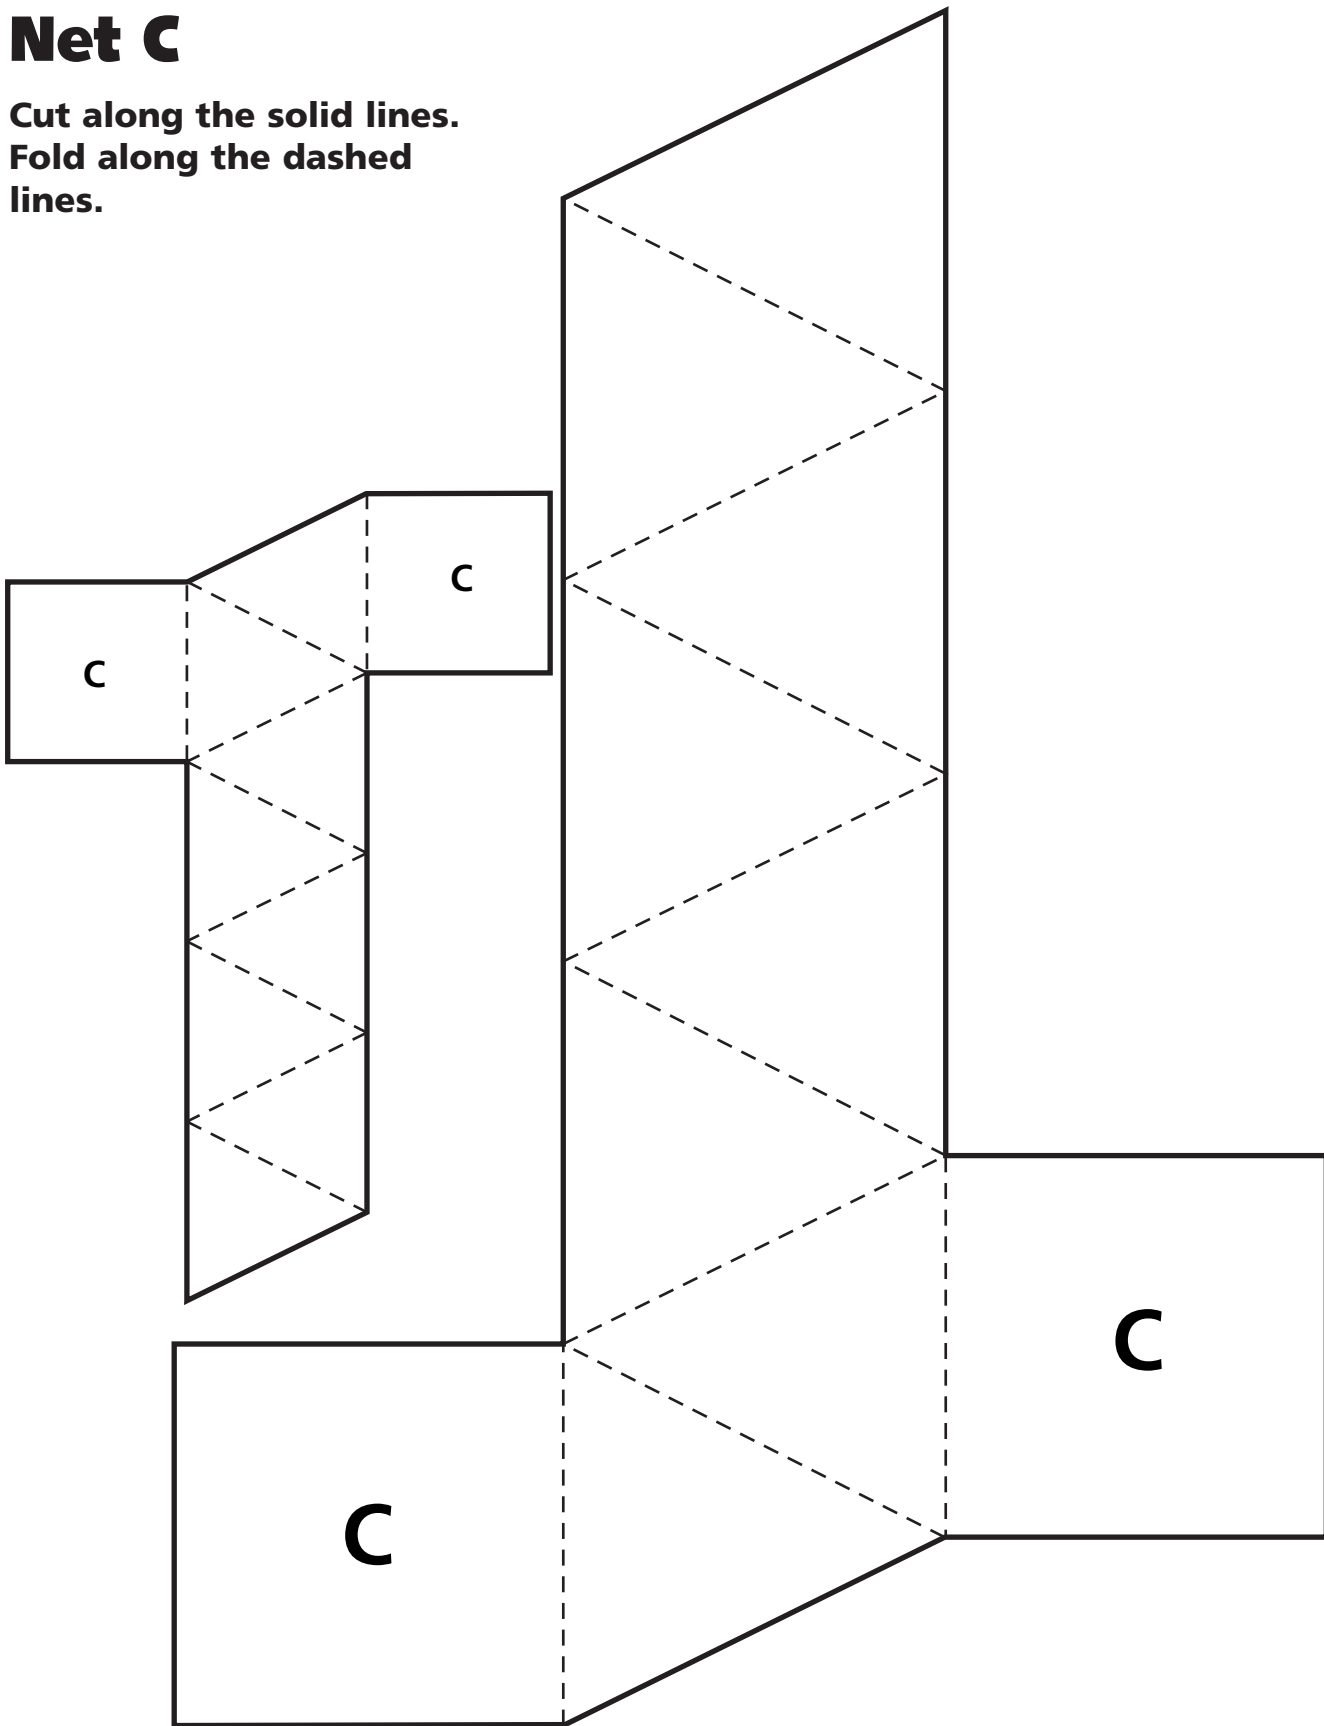 Net C
Cut along the solid lines.
Fold along the dashed
lines.
C
C
C
C